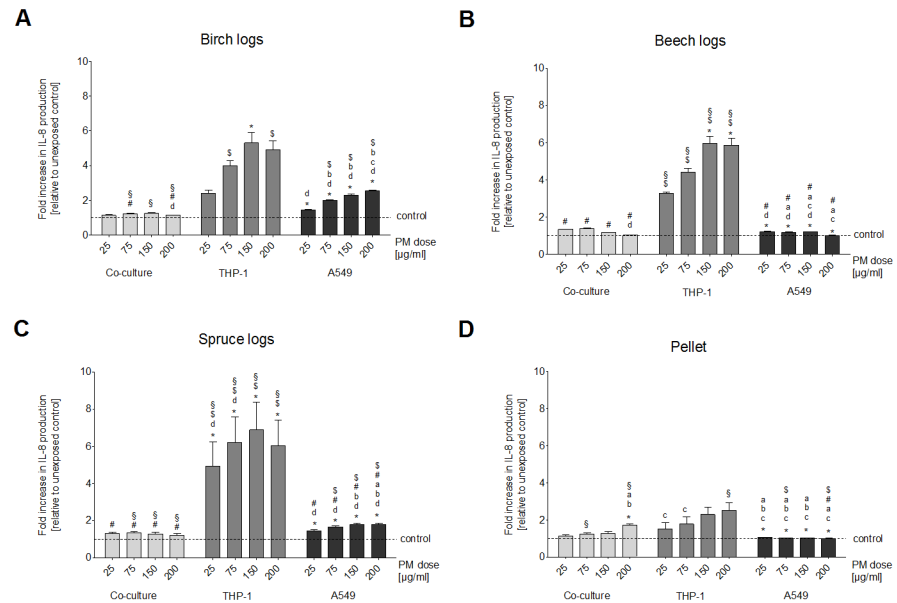 A
Birch logs
Fold increase in IL-8 production
[relative to unexposed control]
10
8
6
4
2
0
§ #
§
§ # d
$
*
$
d *
$ b d *
$ b d *
$ b c d *
control
25 75 150 200 25 75 150 200 25 75 150 200
PM dose
[µg/ml]
Co-culture THP-1 A549
B
Beech logs
Fold increase in IL-8 production
[relative to unexposed control]
10
8
6
4
2
0
#
#
#
# d
§ $
§ $
§ $ *
§ $ *
# d *
# a d *
# a c d *
# a c *
control
25 75 150 200 25 75 150 200 25 75 150 200
PM dose
[µg/ml]
Co-culture THP-1 A549
C
Spruce logs
Fold increase in IL-8 production
[relative to unexposed control]
10
8
6
4
2
0
#
§ #
§ #
§ #
§ $ d *
§ $ d *
§ $ *
§ $ *
# d *
$ # d *
$ # b d *
$ # a b d *
control
25 75 150 200 25 75 150 200 25 75 150 200
PM dose
[µg/ml]
Co-culture THP-1 A549
D
Pellet
Fold increase in IL-8 production
[relative to unexposed control]
10
8
6
4
2
0
§
§ a b *
c
c
§
a b c *
$ a b c *
a b c *
$ # a c *
control
25 75 150 200 25 75 150 200 25 75 150 200
PM dose
[µg/ml]
Co-culture THP-1 A549